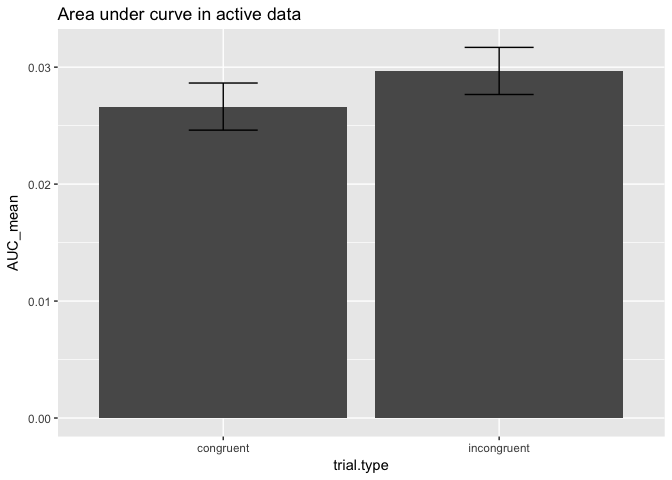 Area under curve in active data
AUC_mean
0.03
0.02
0.01
0.00
congruent
incongruent
trial.type